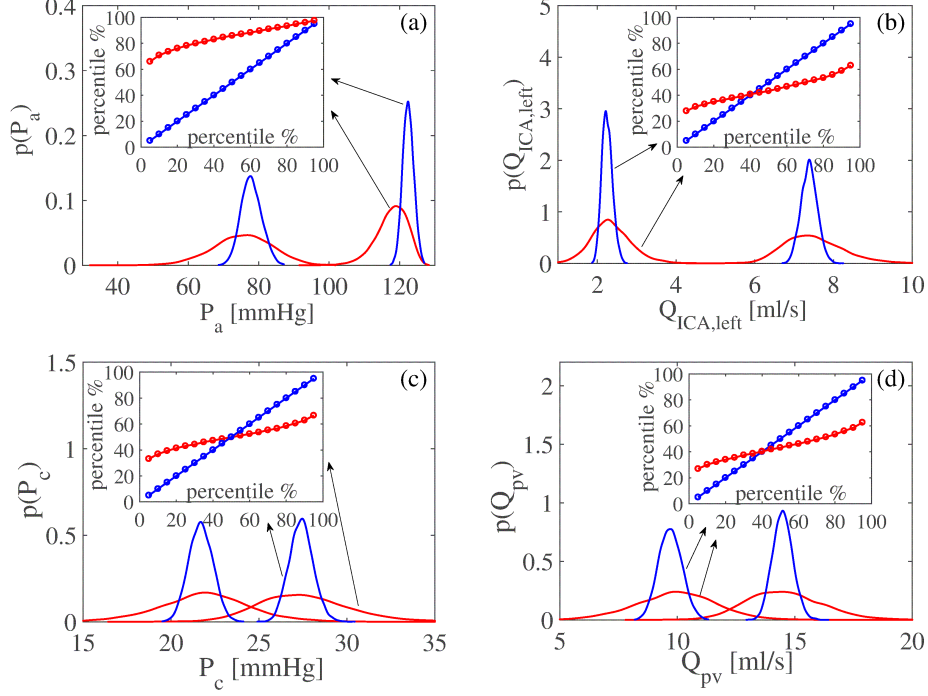 (a)
p(P_a)
0.4
0.3
0.2
0.1
0
40 60 80 100 120
P_a [mmHg]
percentile %
100
80
60
40
20
0
percentile %
0 20 40 60 80 100
(b)
p(Q_ICA,left)
5
4
3
2
1
0
2 4 6 8 10
Q_ICA,left [ml/s]
percentile %
100
80
60
40
20
0
percentile %
0 20 40 60 80 100
(c)
p(P_c)
1.5
1
0.5
0
15 20 25 30 35
P_c [mmHg]
percentile %
100
80
60
40
20
0
percentile %
0 20 40 60 80 100
(d)
p(Q_pv)
2
1.5
1
0.5
0
5 10 15 20
Q_pv [ml/s]
percentile %
100
80
60
40
20
0
percentile %
0 20 40 60 80 100